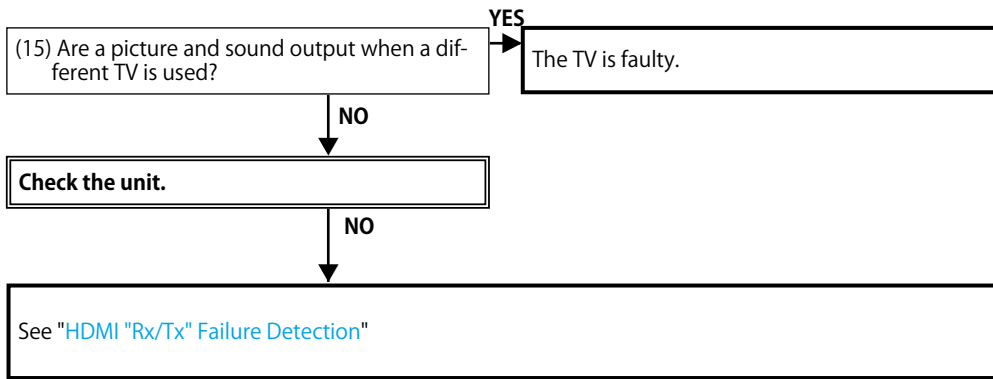 YES
(15) Are a picture and sound output when a dif-
ferent TV is used?
The TV is faulty.
NO
Check the unit.
NO
See "HDMI "Rx/Tx" Failure Detection"